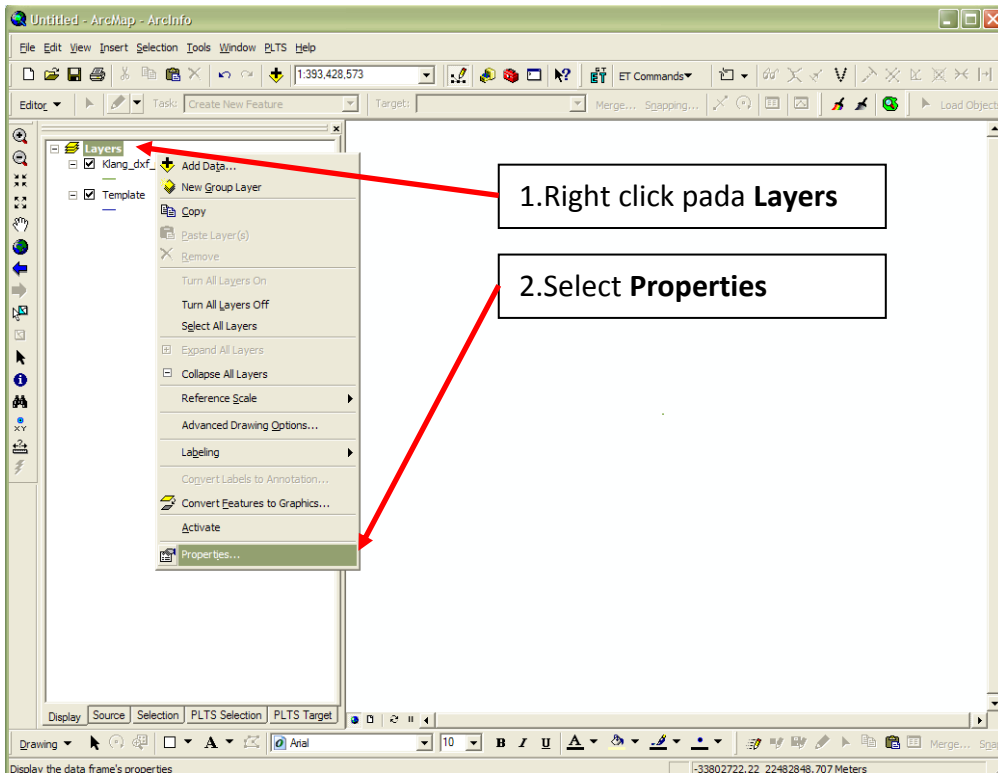 Untitled - ArcMap - ArcInfo
File Edit View Insert Selection Tools Window PLTS Help
1:393,428,573 ET Commands
Editor Task: Create New Feature Target: Merge... Snapping... Load Objects
Layers
Klang_dxf_
Template
Add Data...
New Group Layer
Copy
Paste Layer(s)
Remove
Turn All Layers On
Turn All Layers Off
Select All Layers
Expand All Layers
Collapse All Layers
Reference Scale
Advanced Drawing Options...
Labeling
Convert Labels to Annotation...
Convert Features to Graphics...
Activate
Properties...
1.Right click pada Layers
2.Select Properties
Display Source Selection PLTS Selection PLTS Target
Drawing A Arial 10 B I U A Merge...
Display the data frame's properties -33802722.22 22482848.707 Meters